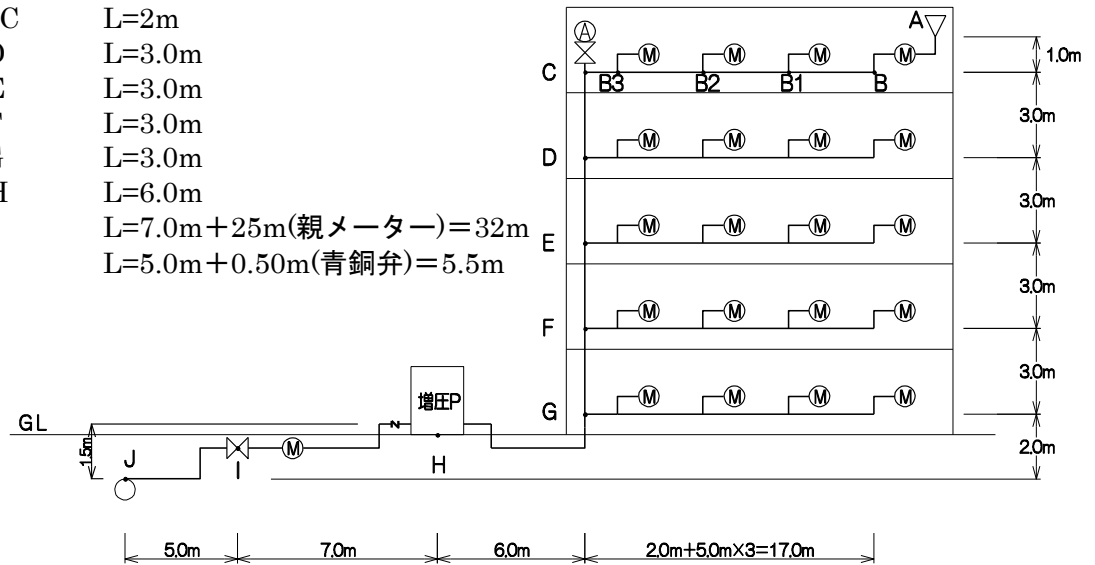 C L=2m
L=3.0m
L=3.0m
L=3.0m
L=3.0m
H L=6.0m
L=7.0m+25m(親メーター)=32m
L=5.0m+0.50m(青銅弁)=5.5m
A
A
M M M M
1.0m
C
B3 B2 B1 B
3.0m
M M M M
D
3.0m
M M M M
E
3.0m
M M M M
F
3.0m
増圧P
M M M M
G
GL
1.5m
J
I
M
H
2.0m
5.0m 7.0m 6.0m 2.0m+5.0m×3=17.0m